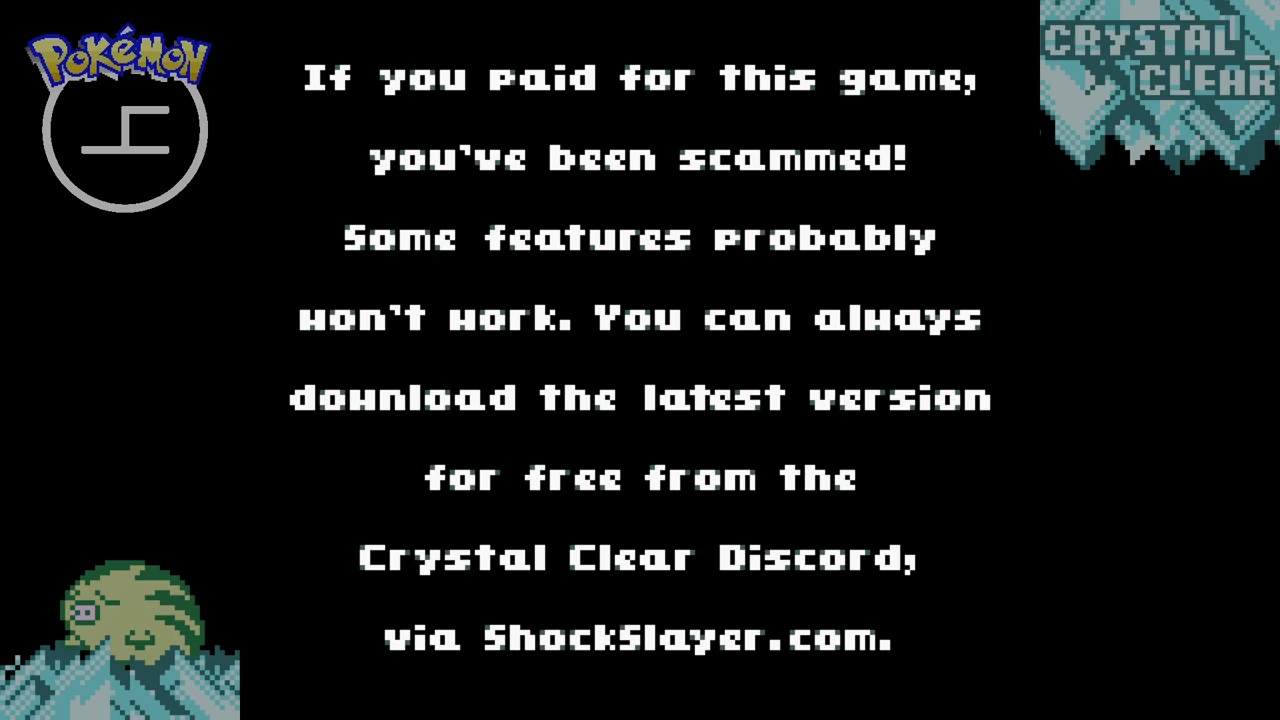 POKéMON
CRYSTAL
CLEAR
If you paid for this game,
you've been scammed!
Some features probably
won't work. You can always
download the latest version
for free from the
Crystal Clear Discord,
via ShockSlayer.com.